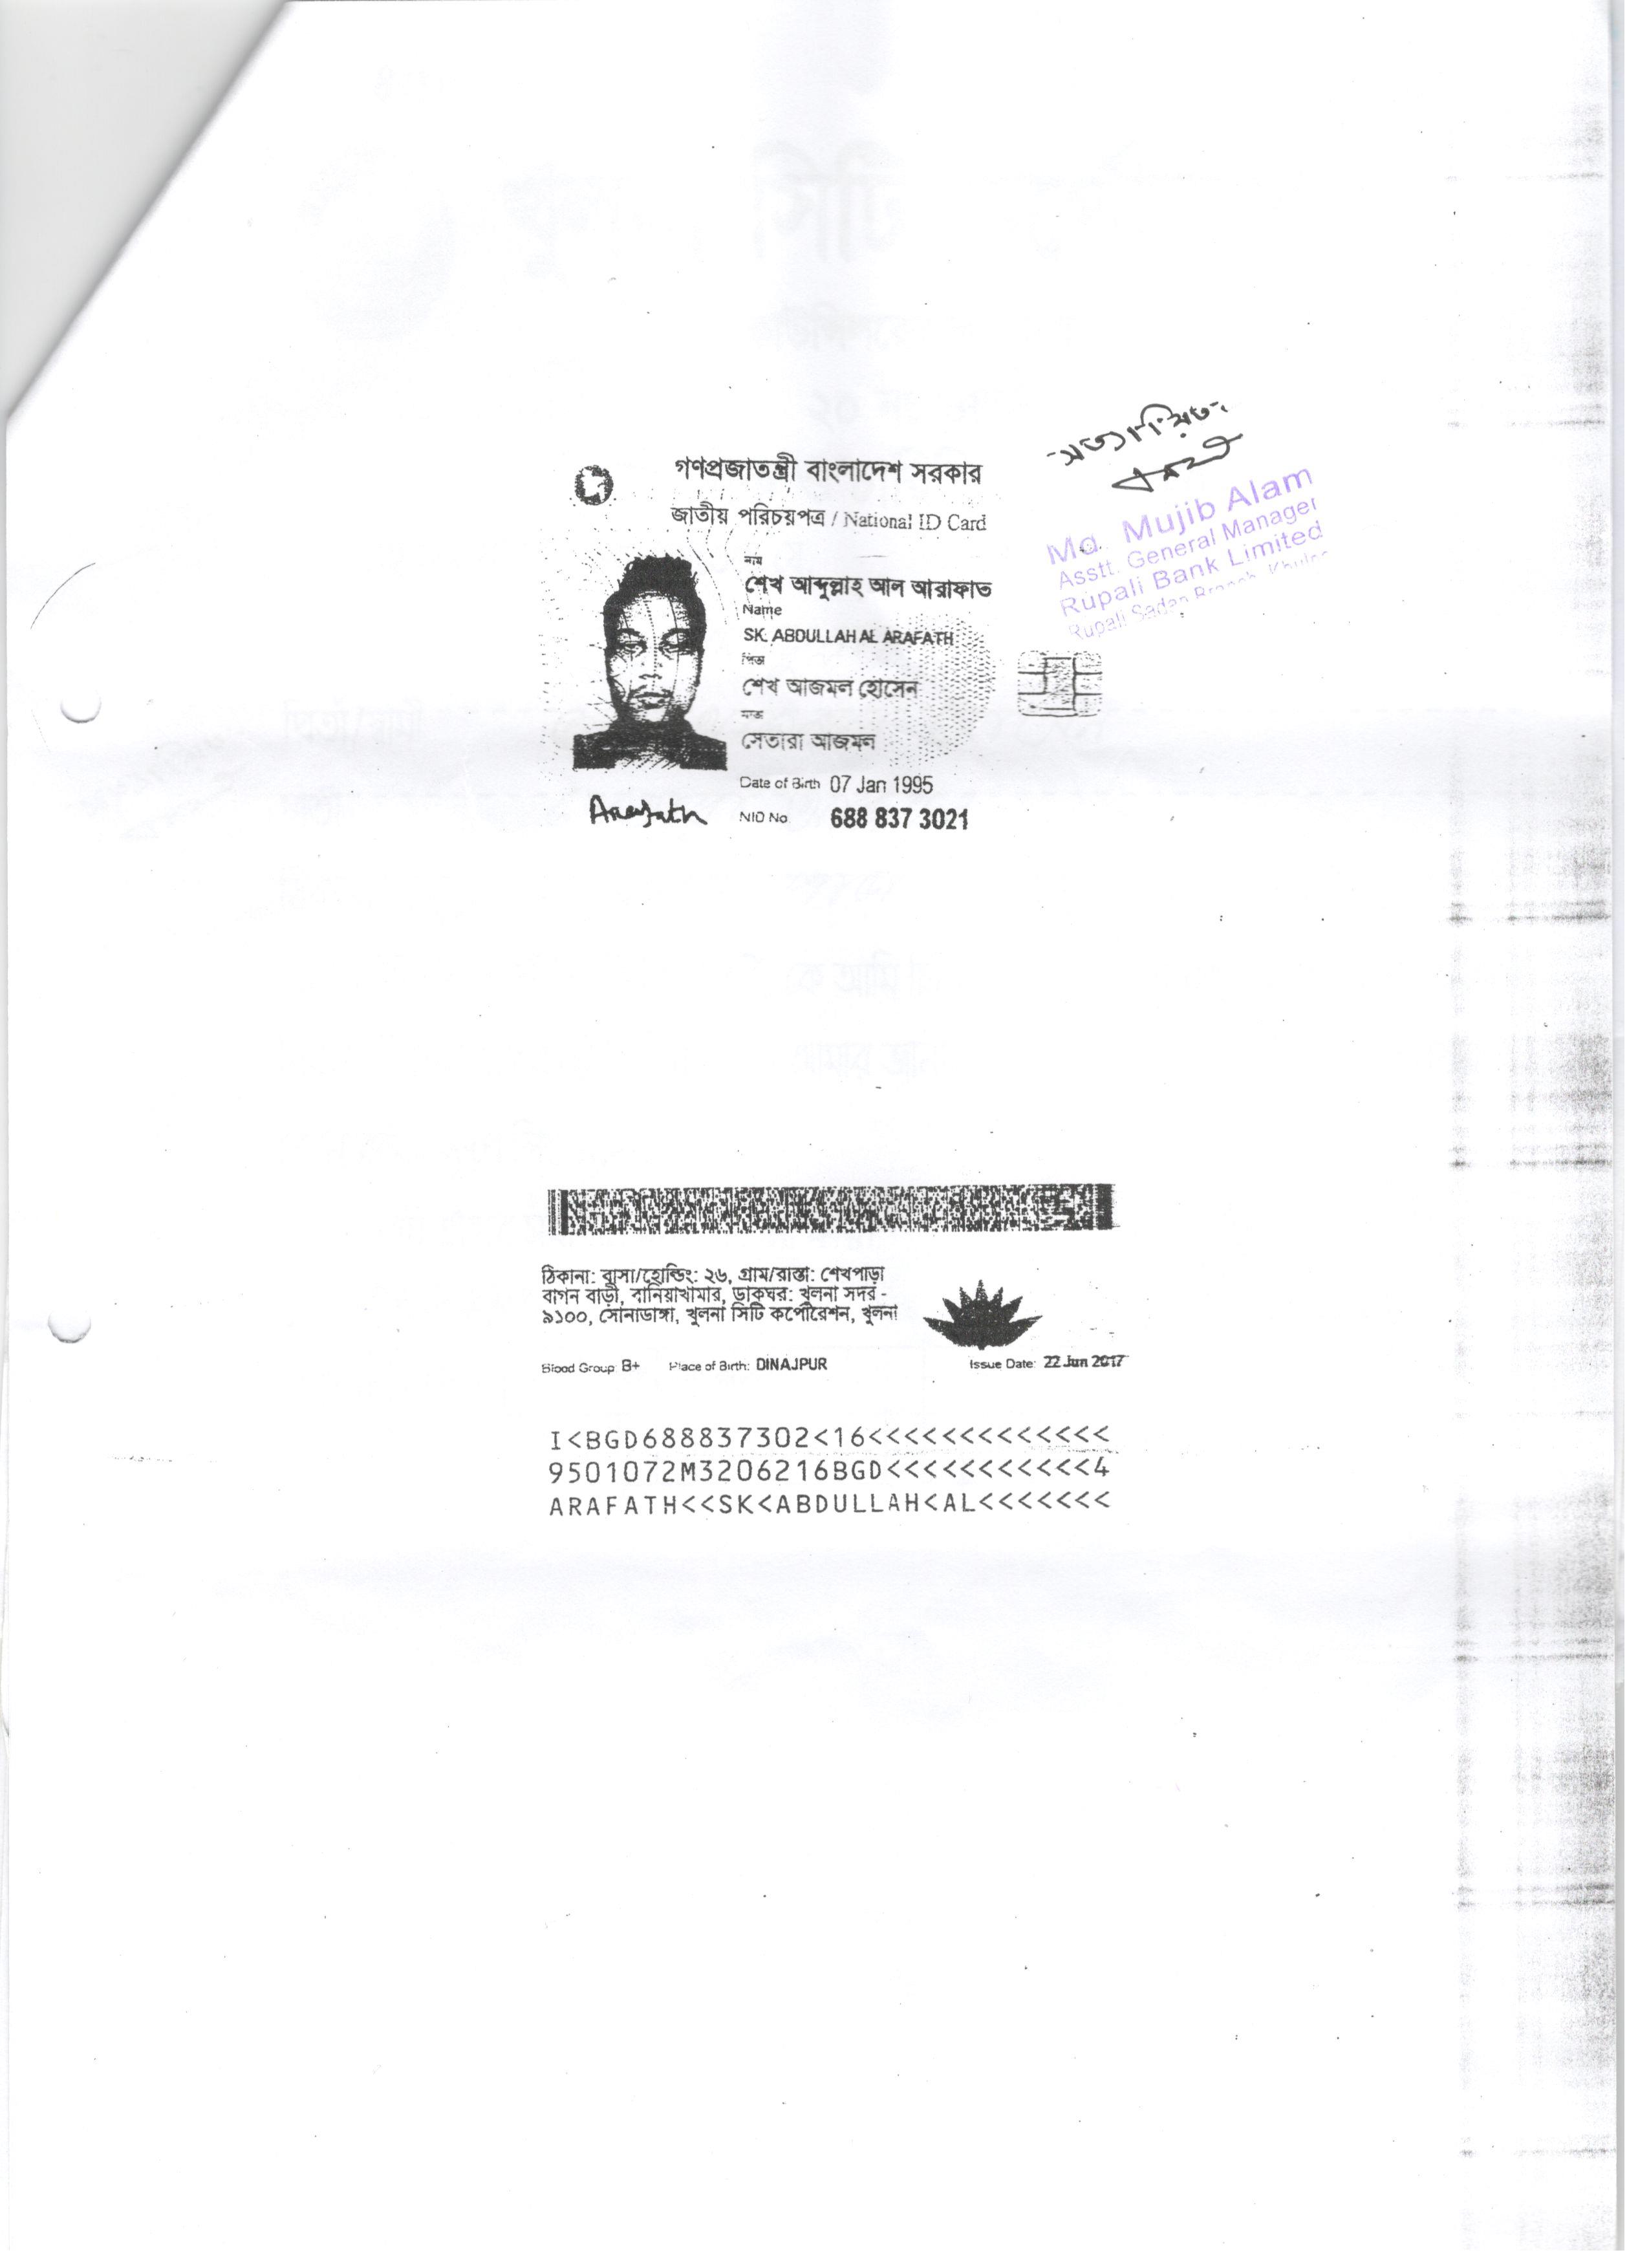 গণপ্রজাতন্ত্রী বাংলাদেশ সরকার
জাতীয় পরিচয়পত্র / National ID Card
নাম
শেখ আব্দুল্লাহ আল আরাফাত
Name
SK. ABDULLAH AL ARAFATH
পিতা
শেখ আজমল হোসেন
মাতা
সেতারা আজমল
Date of Birth 07 Jan 1995
NID No. 688 837 3021
Arafath
সত্যায়িত
Md. Mujib Alam
Asstt. General Manager
Rupali Bank Limited
Rupali Sadan Branch, Khulna
ঠিকানা: বাসা/হোল্ডিং: ২৬, গ্রাম/রাস্তা: শেখপাড়া
বাগান বাড়ী, বানিয়াখামার, ডাকঘর: খুলনা সদর -
৯১০০, সোনাডাঙ্গা, খুলনা সিটি কর্পোরেশন, খুলনা
Blood Group: B+ Place of Birth: DINAJPUR Issue Date: 22 Jun 2017
I<BGD688837302<16<<<<<<<<<<<<<
9501072M3206216BGD<<<<<<<<<<<4
ARAFATH<<SK<ABDULLAH<AL<<<<<<<